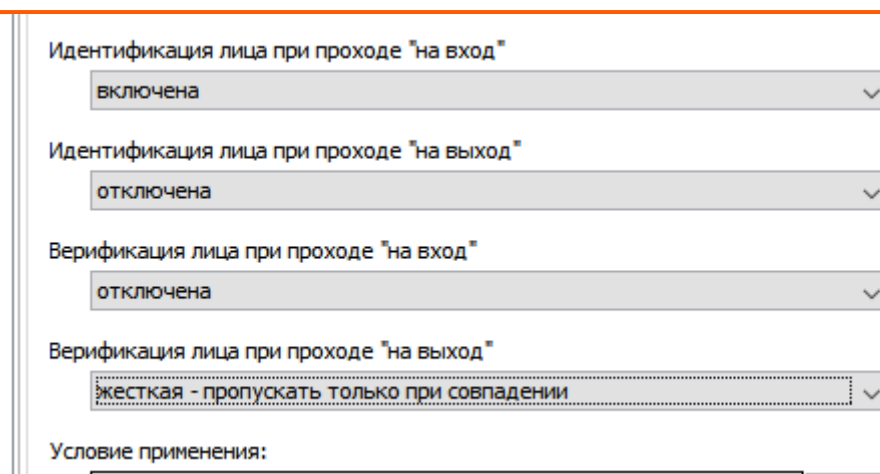 Идентификация лица при проходе "на вход"
включена
Идентификация лица при проходе "на выход"
отключена
Верификация лица при проходе "на вход"
отключена
Верификация лица при проходе "на выход"
жесткая - пропускать только при совпадении
Условие применения: